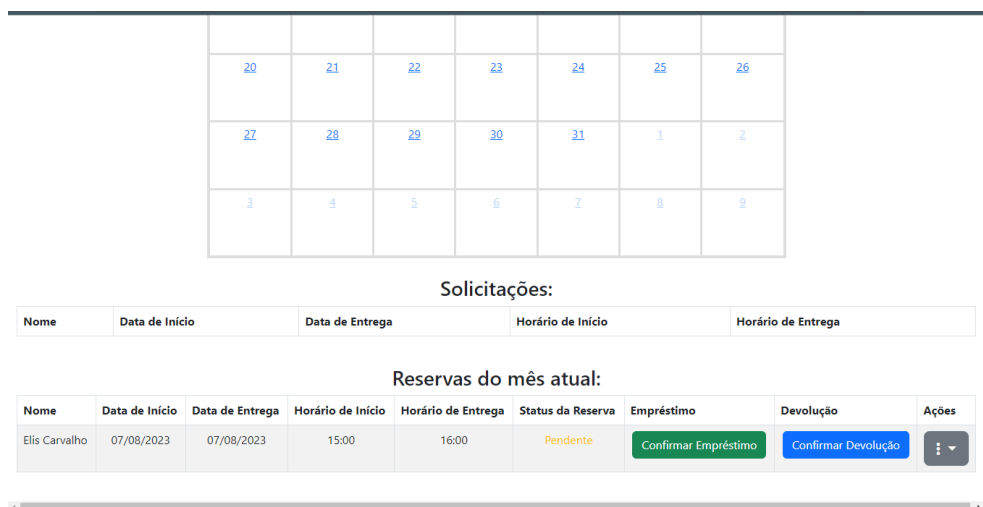 20 21 22 23 24 25 26
27 28 29 30 31 1 2
3 4 5 6 7 8 9
Solicitações:
Nome Data de Início Data de Entrega Horário de Início Horário de Entrega
Reservas do mês atual:
Nome Data de Início Data de Entrega Horário de Início Horário de Entrega Status da Reserva Empréstimo Devolução Ações
Elis Carvalho 07/08/2023 07/08/2023 15:00 16:00 Pendente Confirmar Empréstimo Confirmar Devolução